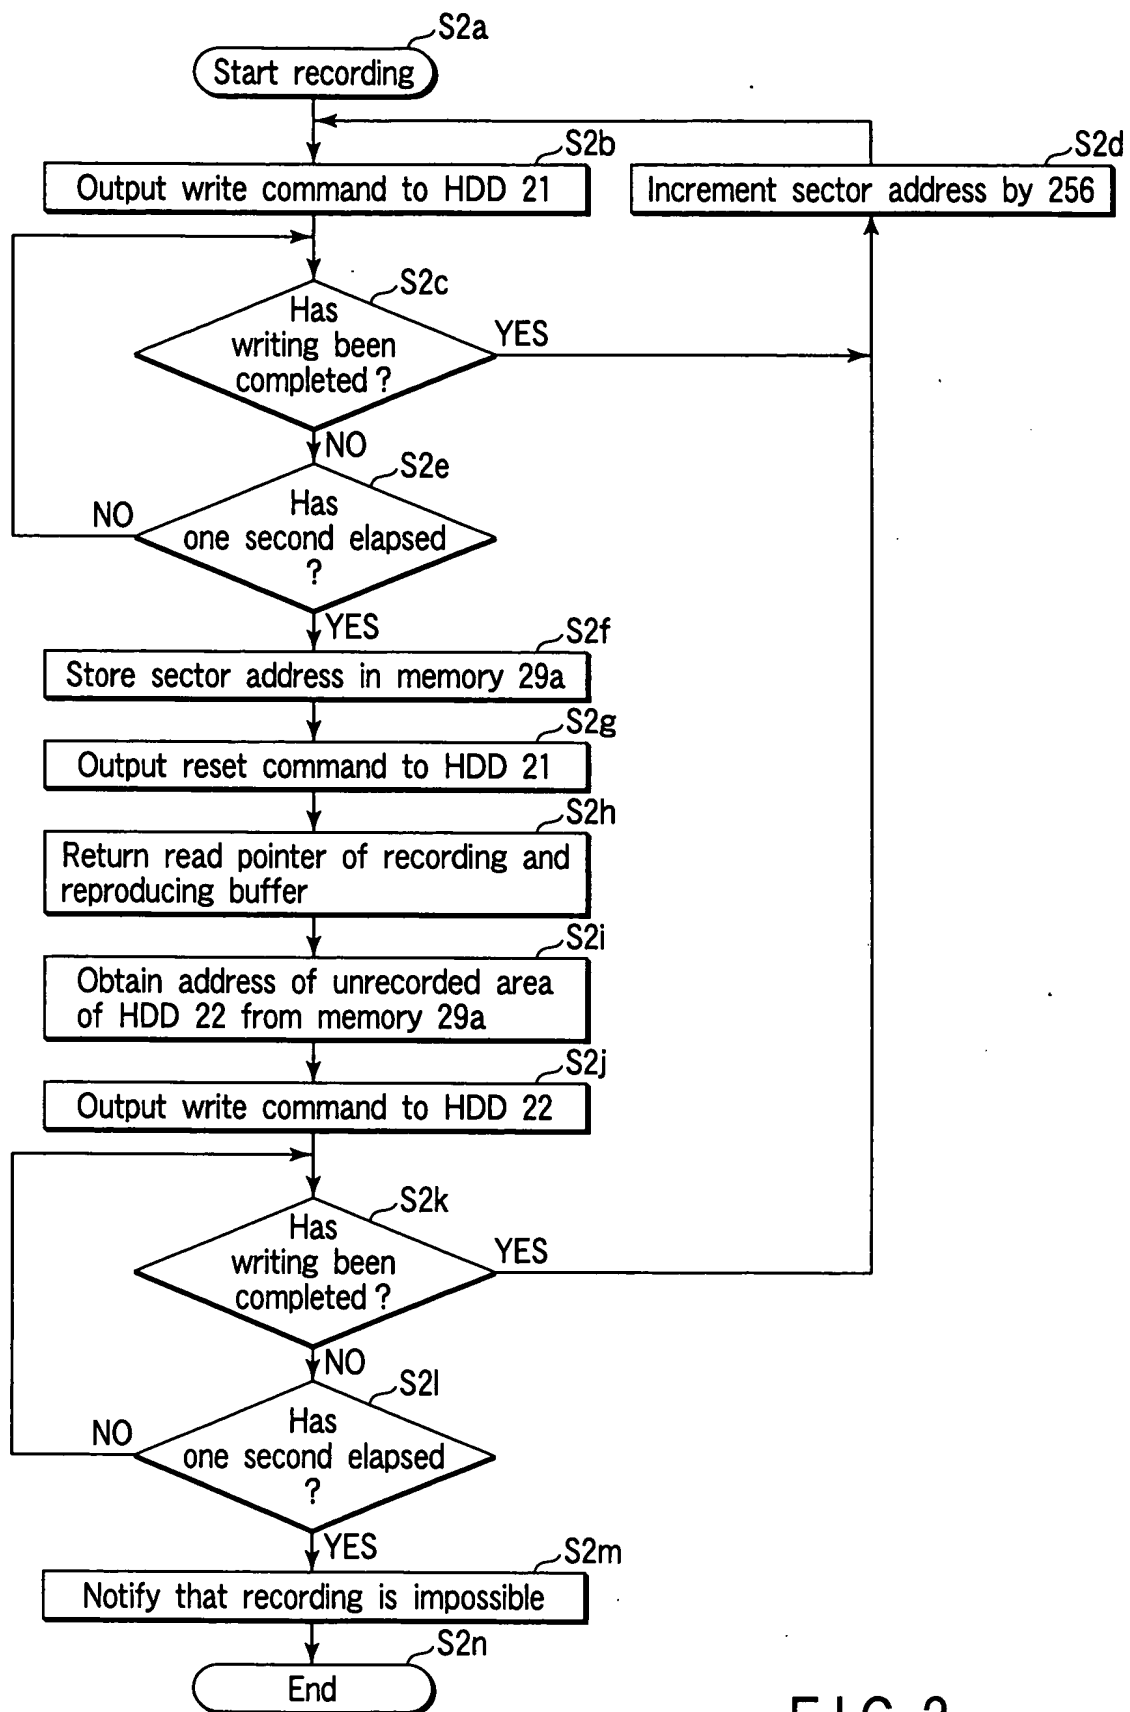 S2a
Start recording
S2b
Output write command to HDD 21
S2d
Increment sector address by 256
S2c
Has
writing been
completed ?
YES
NO
S2e
Has
one second elapsed
?
NO
YES
S2f
Store sector address in memory 29a
S2g
Output reset command to HDD 21
S2h
Return read pointer of recording and
reproducing buffer
S2i
Obtain address of unrecorded area
of HDD 22 from memory 29a
S2j
Output write command to HDD 22
S2k
Has
writing been
completed ?
YES
NO
S2l
Has
one second elapsed
?
NO
YES
S2m
Notify that recording is impossible
S2n
End